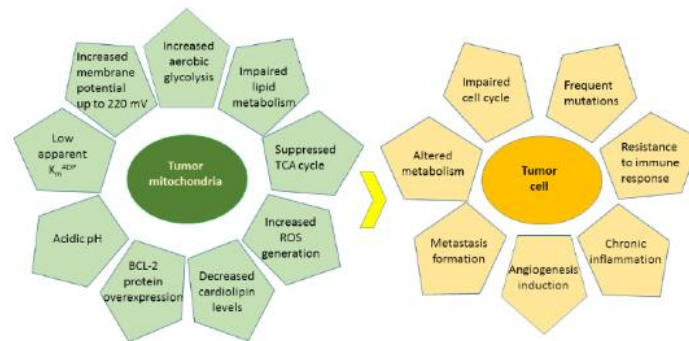 Increased
aerobic
glycolysis
Increased
membrane
potential
up to 220 mV
Impaired
lipid
metabolism
Low
apparent
Kₘᴬᴰᴾ
Tumor
mitochondria
Suppressed
TCA cycle
Acidic pH
Increased
ROS
generation
BCL-2
protein
overexpression
Decreased
cardiolipin
levels
Impaired
cell cycle
Frequent
mutations
Altered
metabolism
Tumor
cell
Resistance
to immune
response
Metastasis
formation
Angiogenesis
induction
Chronic
inflammation